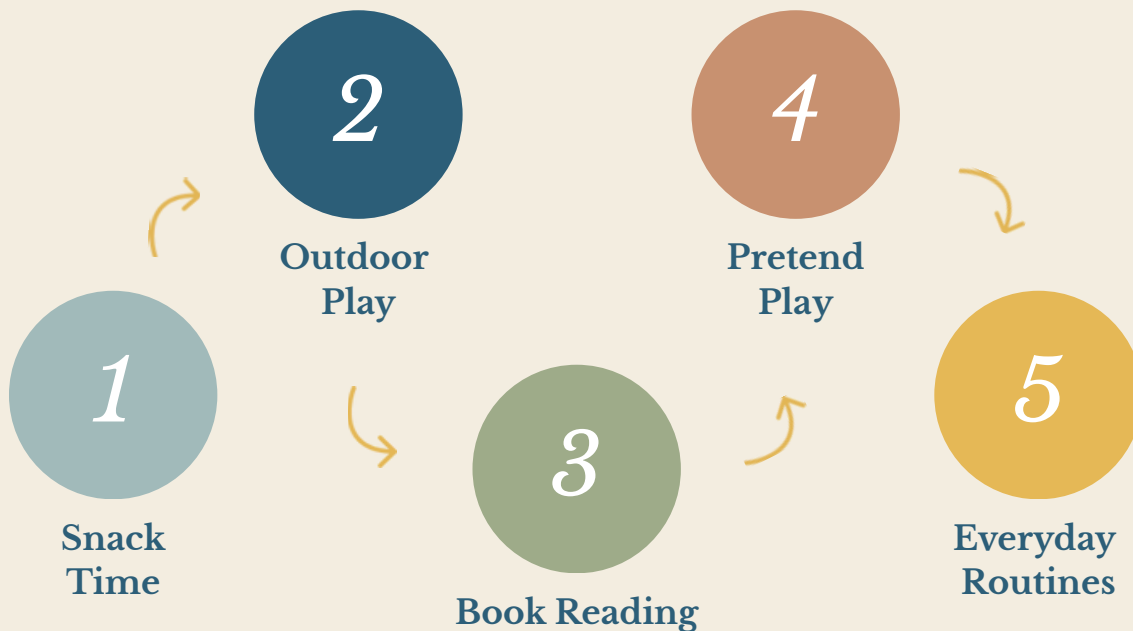 1
Snack
Time
2
Outdoor
Play
3
Book Reading
4
Pretend
Play
5
Everyday
Routines